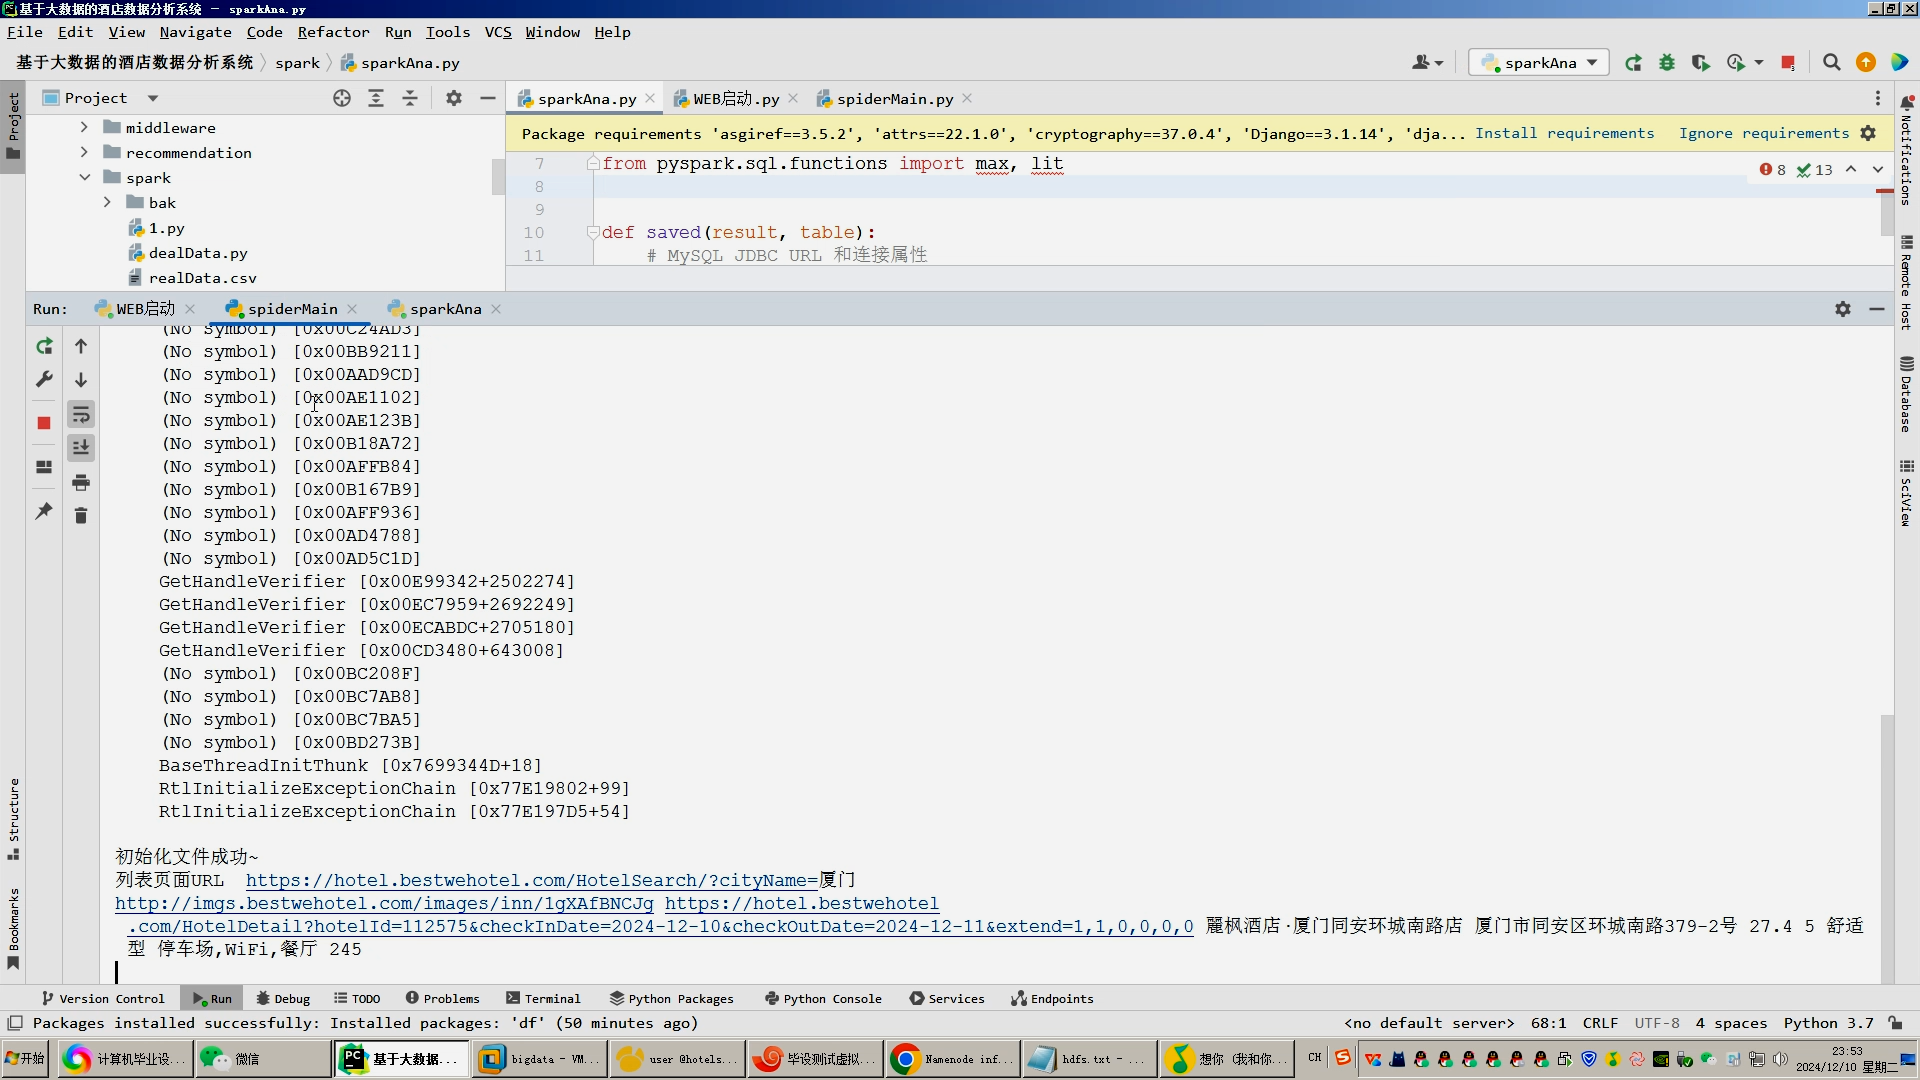 基于大数据的酒店数据分析系统 – sparkAna.py
File Edit View Navigate Code Refactor Run Tools VCS Window Help
基于大数据的酒店数据分析系统 spark sparkAna.py
sparkAna
Project
sparkAna.py WEB启动.py spiderMain.py
middleware
recommendation
spark
bak
1.py
dealData.py
realData.csv
Package requirements 'asgiref==3.5.2', 'attrs==22.1.0', 'cryptography==37.0.4', 'Django==3.1.14', 'dja... Install requirements Ignore requirements
7 from pyspark.sql.functions import max, lit
8 13
8
9
10 def saved(result, table):
11 # MySQL JDBC URL 和连接属性
Run: WEB启动 spiderMain sparkAna
(No symbol) [0x00C24AD3]
(No symbol) [0x00BB9211]
(No symbol) [0x00AAD9CD]
(No symbol) [0x00AE1102]
(No symbol) [0x00AE123B]
(No symbol) [0x00B18A72]
(No symbol) [0x00AFFB84]
(No symbol) [0x00B167B9]
(No symbol) [0x00AFF936]
(No symbol) [0x00AD4788]
(No symbol) [0x00AD5C1D]
GetHandleVerifier [0x00E99342+2502274]
GetHandleVerifier [0x00EC7959+2692249]
GetHandleVerifier [0x00ECABDC+2705180]
GetHandleVerifier [0x00CD3480+643008]
(No symbol) [0x00BC208F]
(No symbol) [0x00BC7AB8]
(No symbol) [0x00BC7BA5]
(No symbol) [0x00BD273B]
BaseThreadInitThunk [0x7699344D+18]
RtlInitializeExceptionChain [0x77E19802+99]
RtlInitializeExceptionChain [0x77E197D5+54]
初始化文件成功~
列表页面URL https://hotel.bestwehotel.com/HotelSearch/?cityName=厦门
http://imgs.bestwehotel.com/images/inn/1gXAfBNCJg https://hotel.bestwehotel
.com/HotelDetail?hotelId=112575&checkInDate=2024-12-10&checkOutDate=2024-12-11&extend=1,1,0,0,0,0 麗枫酒店·厦门同安环城南路店 厦门市同安区环城南路379-2号 27.4 5 舒适
型 停车场,WiFi,餐厅 245
Project
Structure
Bookmarks
Notifications
Remote Host
Database
SciView
Version Control Run Debug TODO Problems Terminal Python Packages Python Console Services Endpoints
Packages installed successfully: Installed packages: 'df' (50 minutes ago)
<no default server> 68:1 CRLF UTF-8 4 spaces Python 3.7
开始 计算机毕业设... 微信 基于大数据... bigdata - VM... user @hotels... 毕设测试虚拟... Namenode inf... hdfs.txt - ... 想你 (我和你... CH
23:53
2024/12/10 星期二